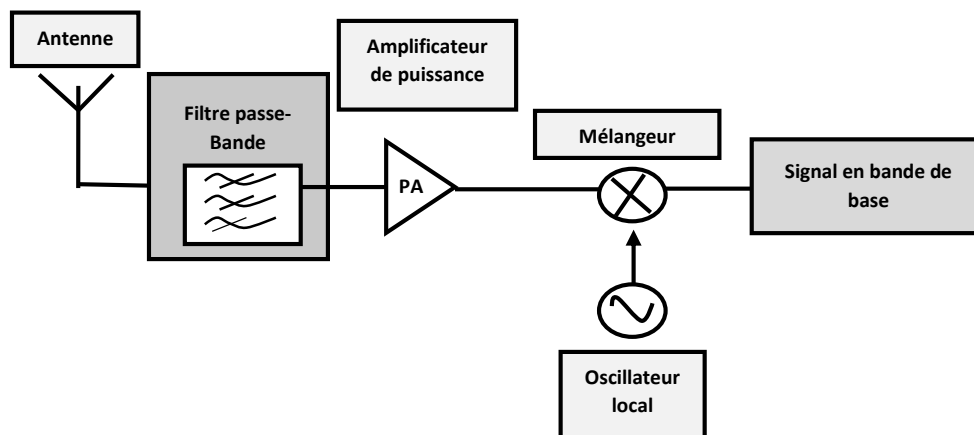 Antenne
Amplificateur
de puissance
Filtre passe-
Bande
PA
Mélangeur
Signal en bande de
base
Oscillateur
local